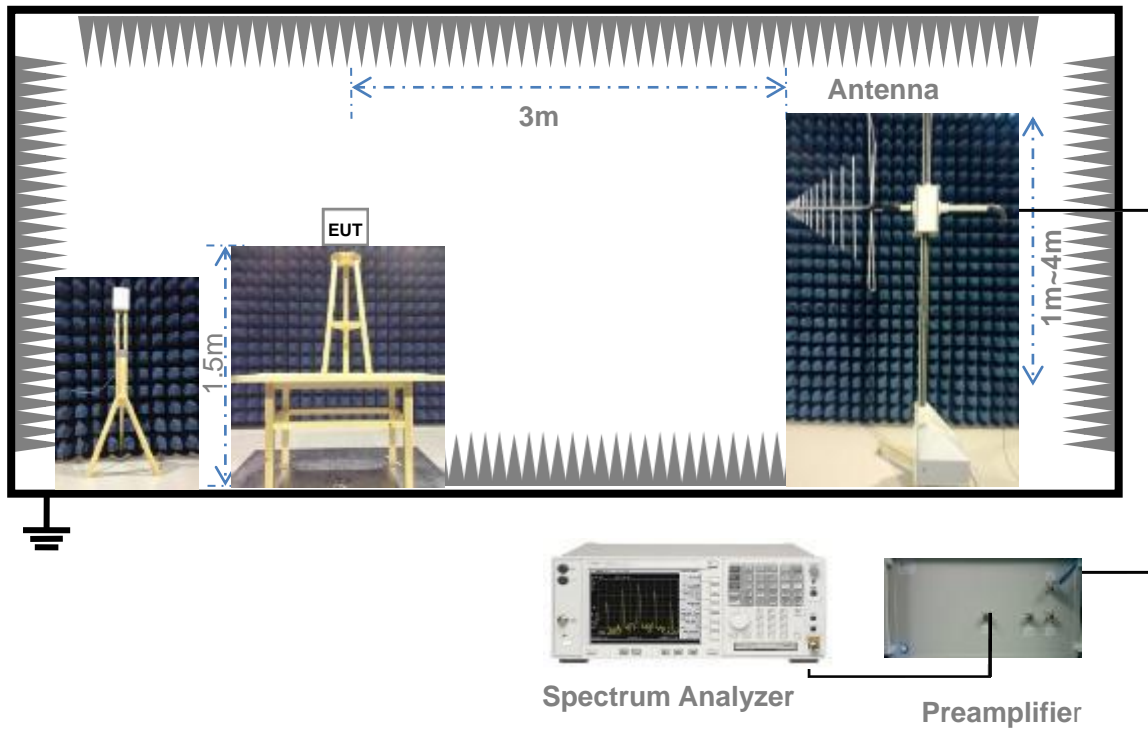 Antenna
3m
EUT
1.5m
1m~4m
Spectrum Analyzer
Preamplifier